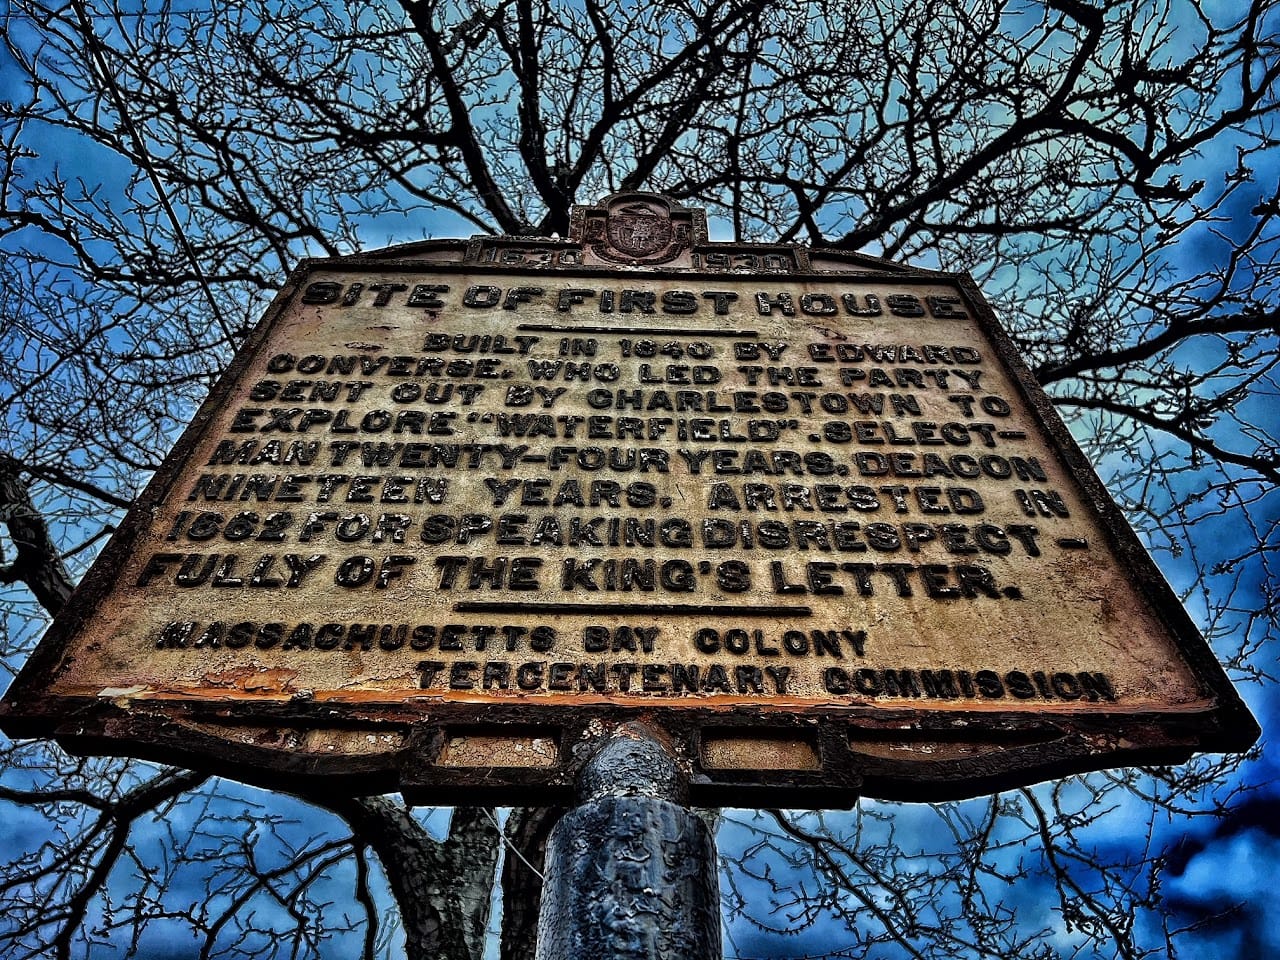 1630 1930
SITE OF FIRST HOUSE
BUILT IN 1640 BY EDWARD
CONVERSE, WHO LED THE PARTY
SENT OUT BY CHARLESTOWN TO
EXPLORE "WATERFIELD". SELECT-
MAN TWENTY-FOUR YEARS, DEACON
NINETEEN YEARS. ARRESTED IN
1662 FOR SPEAKING DISRESPECT-
FULLY OF THE KING'S LETTER.
MASSACHUSETTS BAY COLONY
TERCENTENARY COMMISSION